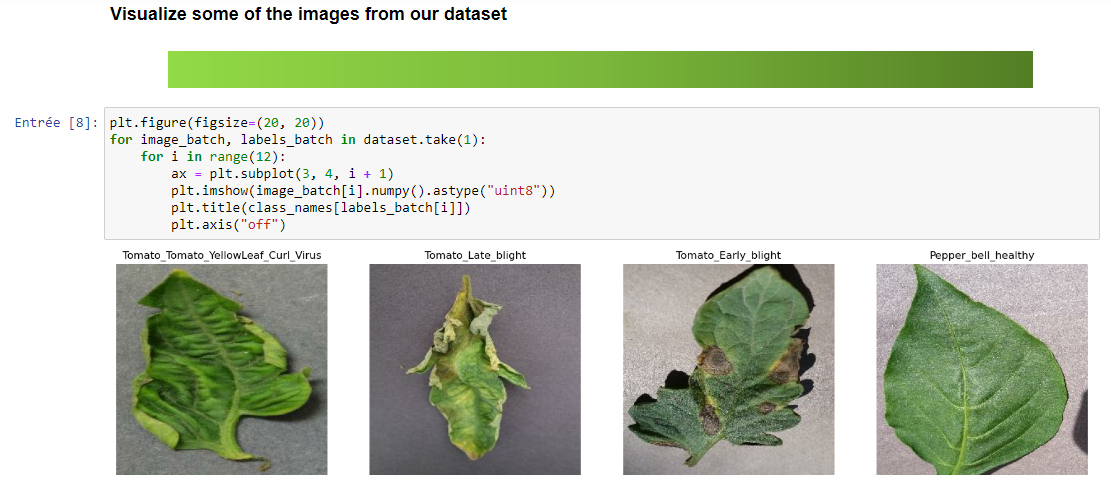 Visualize some of the images from our dataset
Entrée [8]: plt.figure(figsize=(20, 20))
for image_batch, labels_batch in dataset.take(1):
    for i in range(12):
        ax = plt.subplot(3, 4, i + 1)
        plt.imshow(image_batch[i].numpy().astype("uint8"))
        plt.title(class_names[labels_batch[i]])
        plt.axis("off")
Tomato_Tomato_YellowLeaf_Curl_Virus Tomato_Late_blight Tomato_Early_blight Pepper_bell_healthy